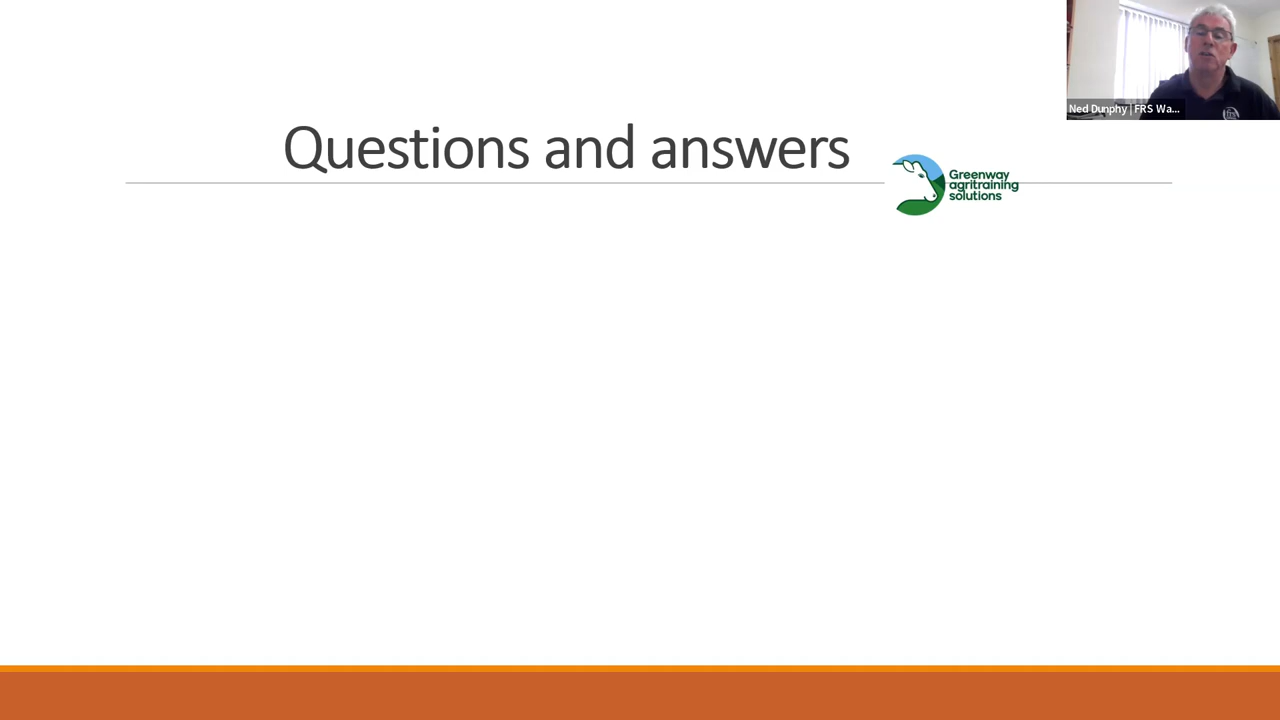 Ned Dunphy | FRS Wa...
Questions and answers
Greenway
agritraining
solutions